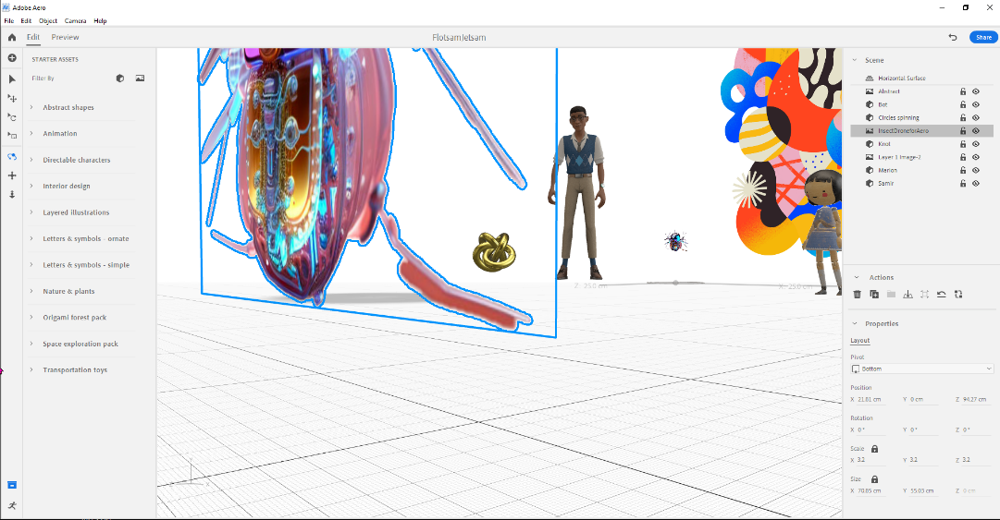 Adobe Aero
File Edit Object Camera Help
Edit Preview FlotsamJetsam Share
STARTER ASSETS
Filter By
Abstract shapes
Animation
Directable characters
Interior design
Layered illustrations
Letters & symbols - ornate
Letters & symbols - simple
Nature & plants
Origami forest pack
Space exploration pack
Transportation toys
Z: 25.0 cm
X: 25.0 cm
Y
X
Scene
Horizontal Surface
Abstract
Bot
Circles spinning
InsectDroneforAero
Knot
Layer 1 Image-2
Marion
Samir
Actions
Properties
Layout
Pivot
Bottom
Position
X 21.81 cm Y 0 cm Z 94.27 cm
Rotation
X 0° Y 0° Z 0°
Scale
X 3.2 Y 3.2 Z 3.2
Size
X 70.85 cm Y 55.03 cm Z 0 cm